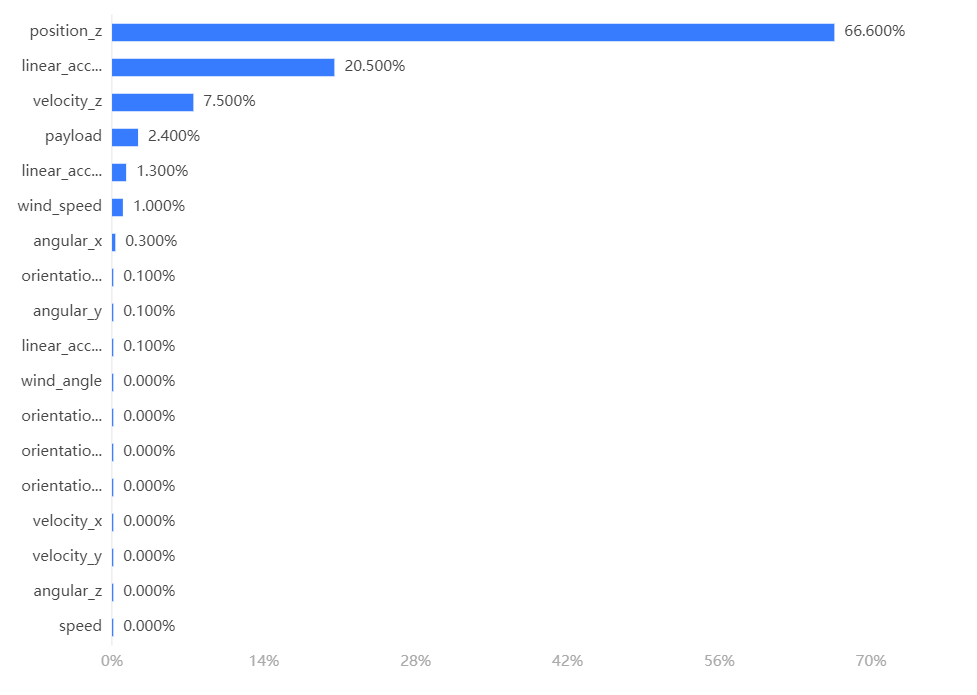 position_z 66.600%
linear_acc... 20.500%
velocity_z 7.500%
payload 2.400%
linear_acc... 1.300%
wind_speed 1.000%
angular_x 0.300%
orientatio... 0.100%
angular_y 0.100%
linear_acc... 0.100%
wind_angle 0.000%
orientatio... 0.000%
orientatio... 0.000%
orientatio... 0.000%
velocity_x 0.000%
velocity_y 0.000%
angular_z 0.000%
speed 0.000%
0% 14% 28% 42% 56% 70%